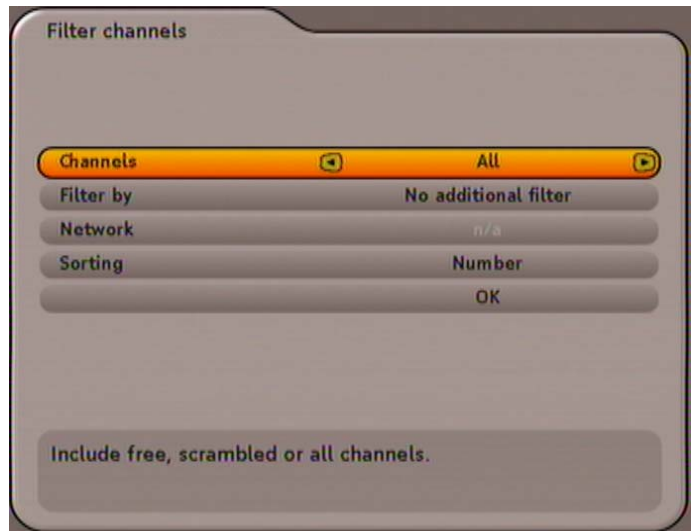 Filter channels
Channels All
Filter by No additional filter
Network n/a
Sorting Number
OK
Include free, scrambled or all channels.